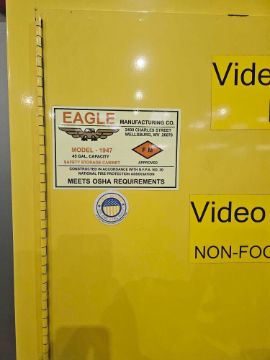 Vide
EAGLE
MANUFACTURING CO.
2400 CHARLES STREET
WELLSBURG, WV 26070
MODEL - 1947
45 GAL. CAPACITY
SAFETY STORAGE CABINET
FM
APPROVED
CONSTRUCTED IN ACCORDANCE WITH N.F.P.A. NO. 30
NATIONAL FIRE PROTECTION ASSOCIATION
MEETS OSHA REQUIREMENTS
Video
NON-FOO